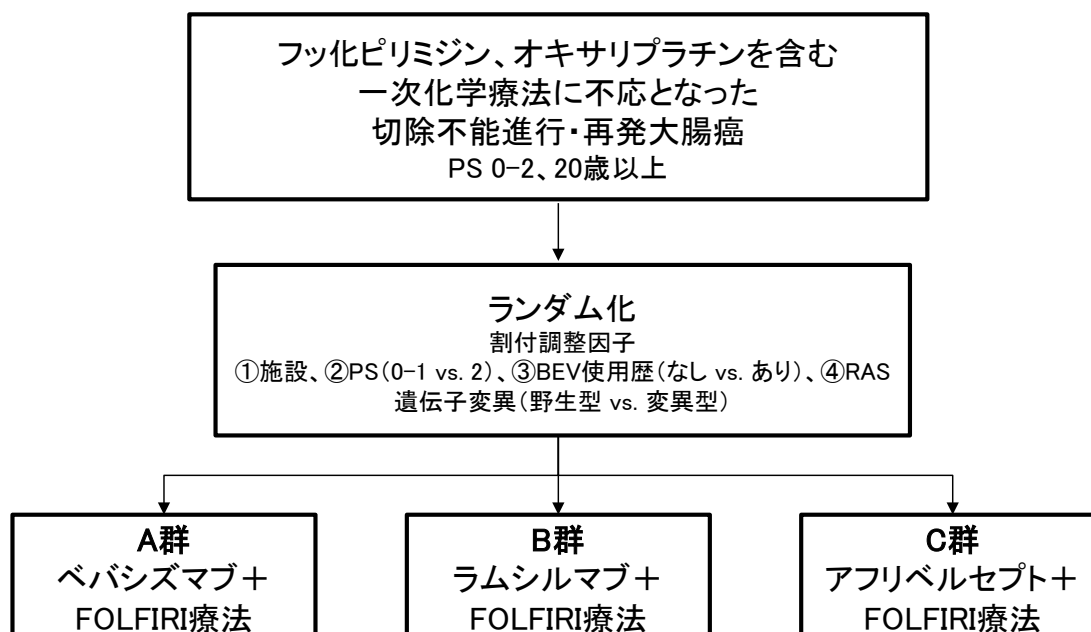 フッ化ピリミジン、オキサリプラチンを含む
一次化学療法に不応となった
切除不能進行・再発大腸癌
PS 0-2、20歳以上
ランダム化
割付調整因子
①施設、②PS(0-1 vs. 2)、③BEV使用歴(なし vs. あり)、④RAS
遺伝子変異(野生型 vs. 変異型)
A群
ベバシズマブ+
FOLFIRI療法
B群
ラムシルマブ+
FOLFIRI療法
C群
アフリベルセプト+
FOLFIRI療法